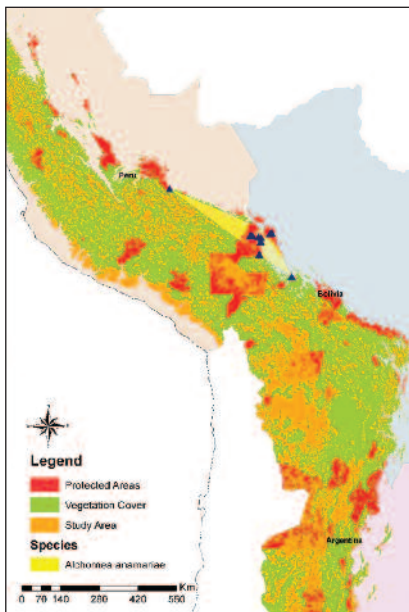 Peru
Bolivia
Argentina
Legend
Protected Areas
Vegetation Cover
Study Area
Species
Alchornea anamariae
Km.
0 70 140 280 420 550